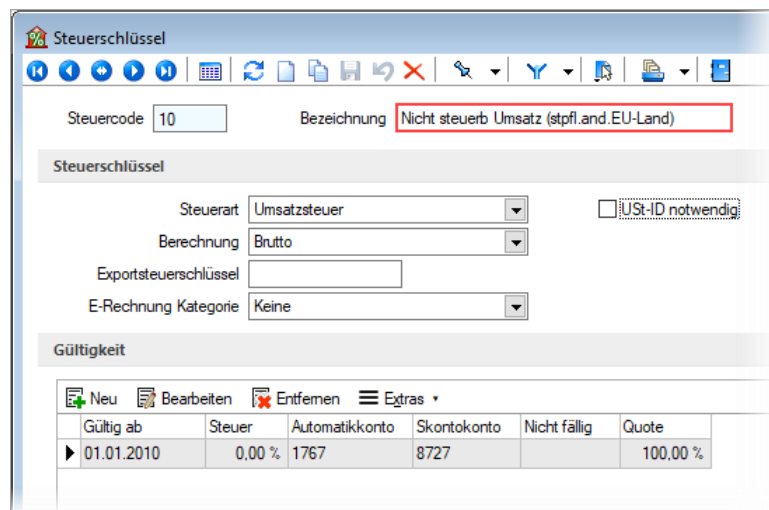 Steuerschlüssel
Steuercode 10 Bezeichnung Nicht steuerb Umsatz (stpfl.and.EU-Land)
Steuerschlüssel
Steuerart Umsatzsteuer USt-ID notwendig
Berechnung Brutto
Exportsteuerschlüssel
E-Rechnung Kategorie Keine
Gültigkeit
Neu Bearbeiten Entfernen Extras
Gültig ab Steuer Automatikkonto Skontokonto Nicht fällig Quote
01.01.2010 0,00 % 1767 8727 100,00 %